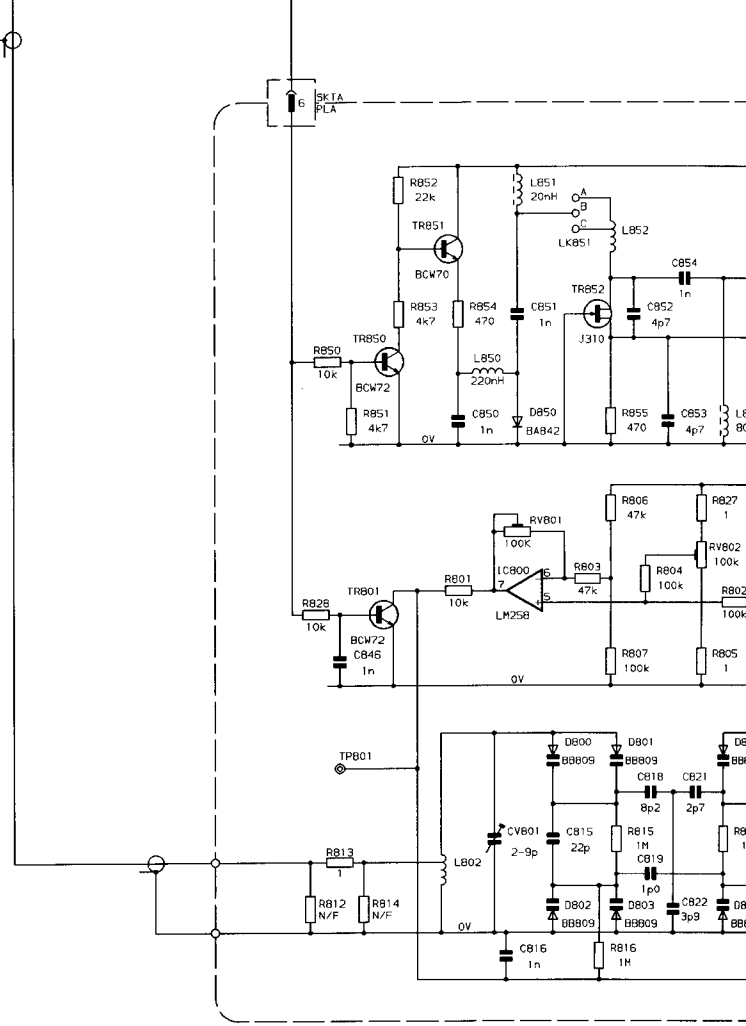 6
SKTA
PLA
R852
22k
L851
20nH
A
B
C
LK851
L852
TR851
BCW70
C854
1n
TR852
J310
C852
4p7
R853
4k7
R854
470
C851
1n
TR850
BCW72
R850
10k
L850
220nH
R851
4k7
C850
1n
D850
BA842
R855
470
C853
4p7
0V
R806
47k
R827
1
RV801
100K
RV802
100k
IC800
7
6
5
LM258
R803
47k
R804
100k
R802
100k
TR801
BCW72
R801
10k
R828
10k
C846
1n
R807
100k
R805
1
0V
TP801
D800
BB809
D801
BB809
C818
8p2
C821
2p7
CV801
2-9p
C815
22p
R815
1M
C819
1p0
R813
1
L802
R812
N/F
R814
N/F
D802
BB809
D803
BB809
C822
3p9
0V
C816
1n
R816
1M